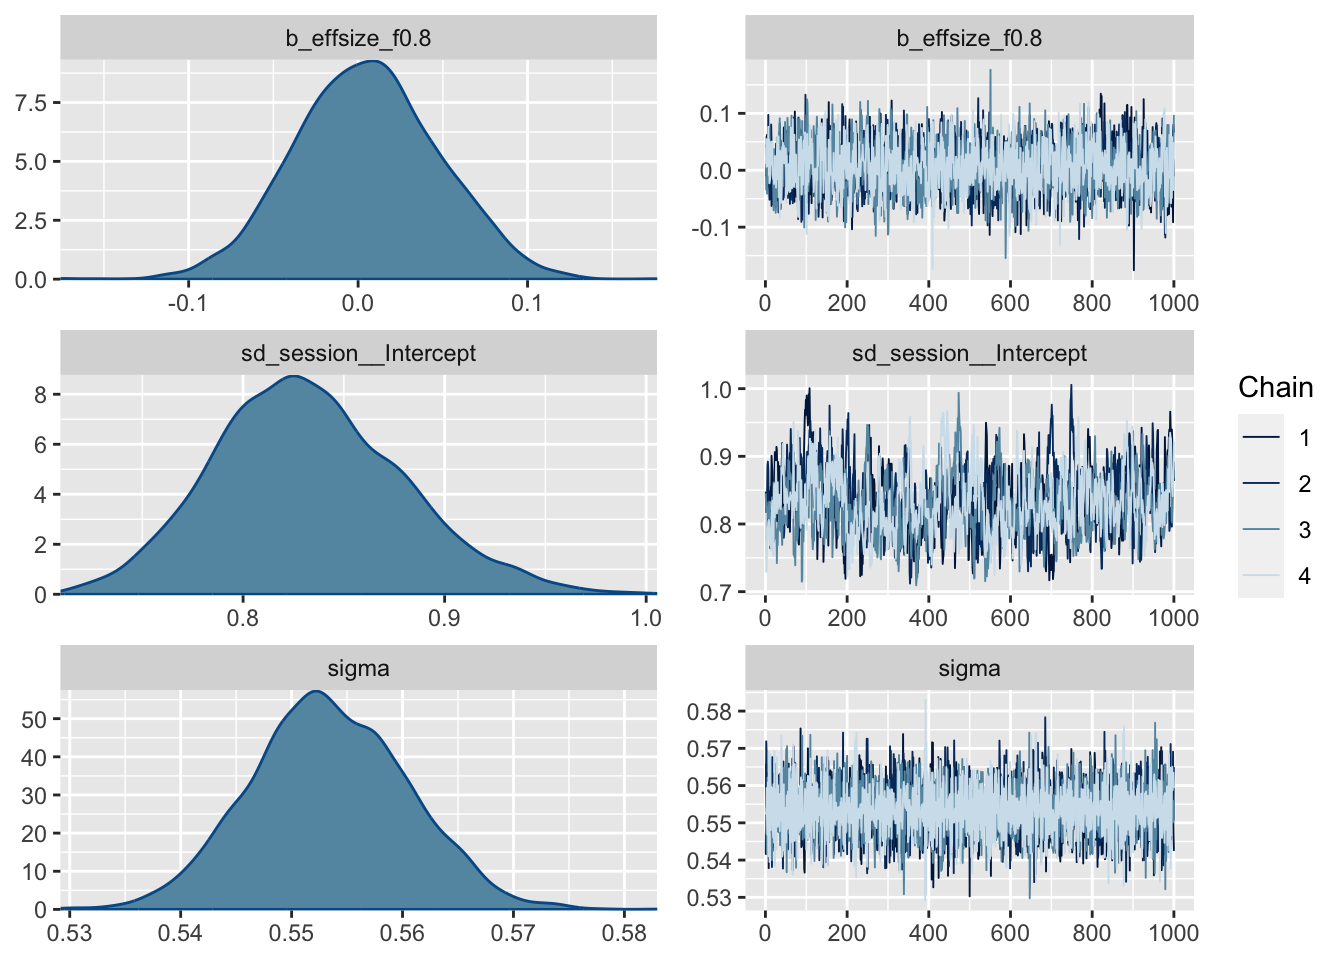 b_effsize_f0.8
7.5
5.0
2.5
0.0
-0.1 0.0 0.1
b_effsize_f0.8
0.1
0.0
-0.1
0 200 400 600 800 1000
sd_session__Intercept
8
6
4
2
0
0.8 0.9 1.0
sd_session__Intercept
1.0
0.9
0.8
0.7
0 200 400 600 800 1000
sigma
50
40
30
20
10
0
0.53 0.54 0.55 0.56 0.57 0.58
sigma
0.58
0.57
0.56
0.55
0.54
0.53
0 200 400 600 800 1000
Chain
1
2
3
4